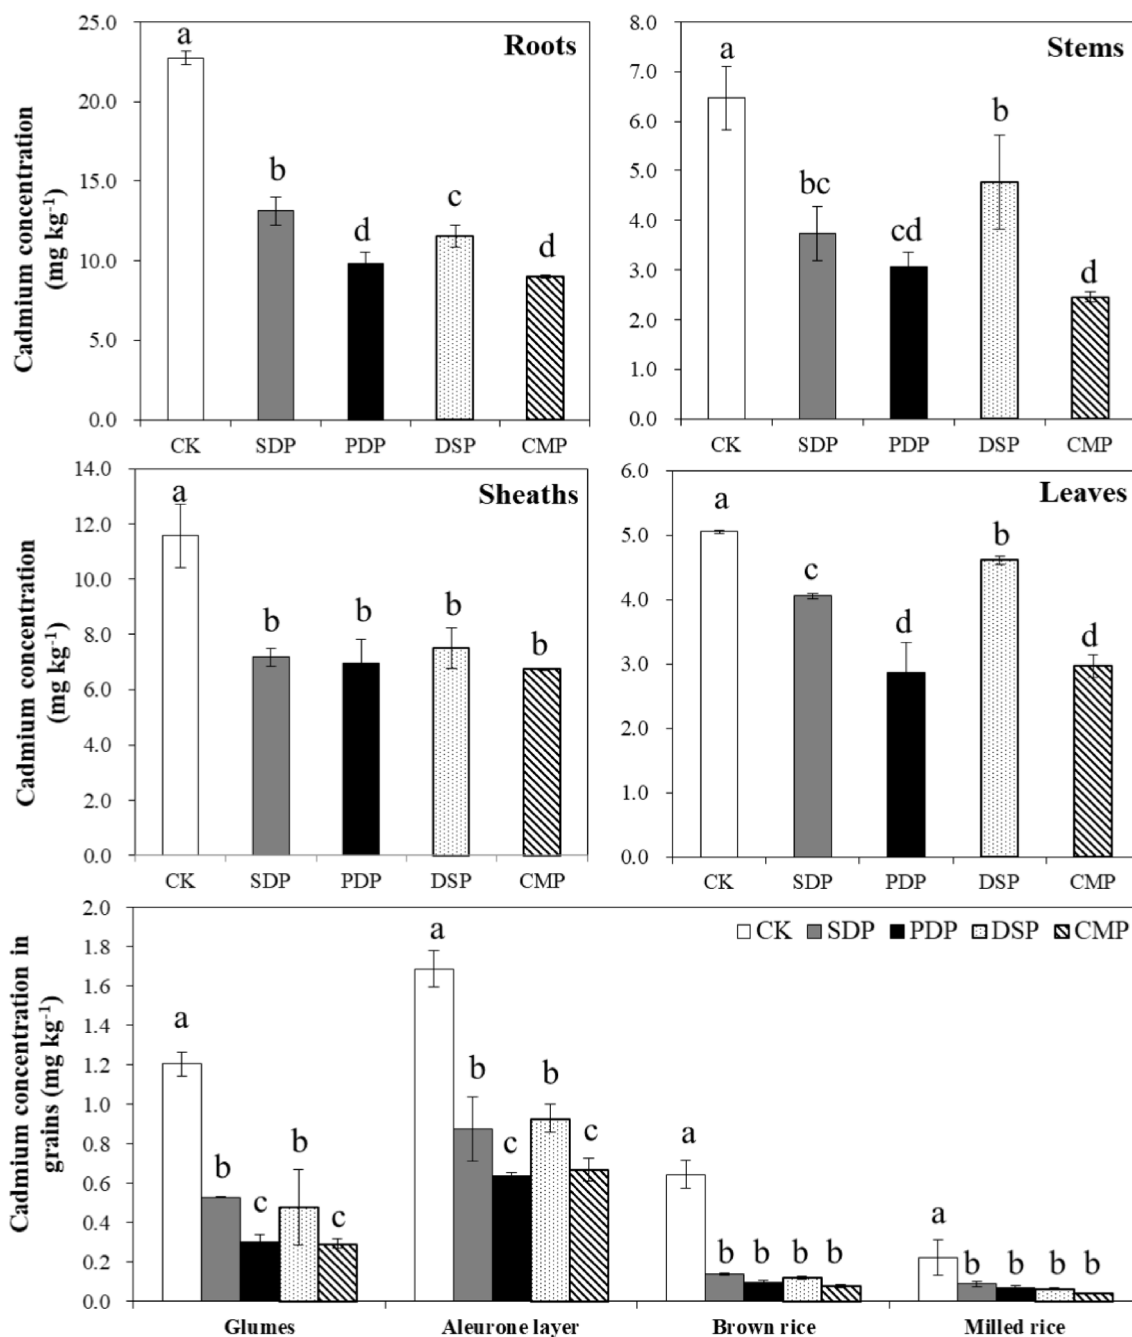 Roots
Cadmium concentration
(mg kg-1)
25.0
20.0
15.0
10.0
5.0
0.0
a
b
d
c
d
CK SDP PDP DSP CMP
Stems
8.0
7.0
6.0
5.0
4.0
3.0
2.0
1.0
0.0
a
bc
cd
b
d
CK SDP PDP DSP CMP
Sheaths
Cadmium concentration
(mg kg-1)
14.0
12.0
10.0
8.0
6.0
4.0
2.0
0.0
a
b
b
b
b
CK SDP PDP DSP CMP
Leaves
6.0
5.0
4.0
3.0
2.0
1.0
0.0
a
c
d
b
d
CK SDP PDP DSP CMP
Cadmium concentration in
grains (mg kg-1)
2.0
1.8
1.6
1.4
1.2
1.0
0.8
0.6
0.4
0.2
0.0
CK SDP PDP DSP CMP
a
b
c
b
c
a
b
c
b
c
a
b b b b
a
b b b b
Glumes Aleurone layer Brown rice Milled rice